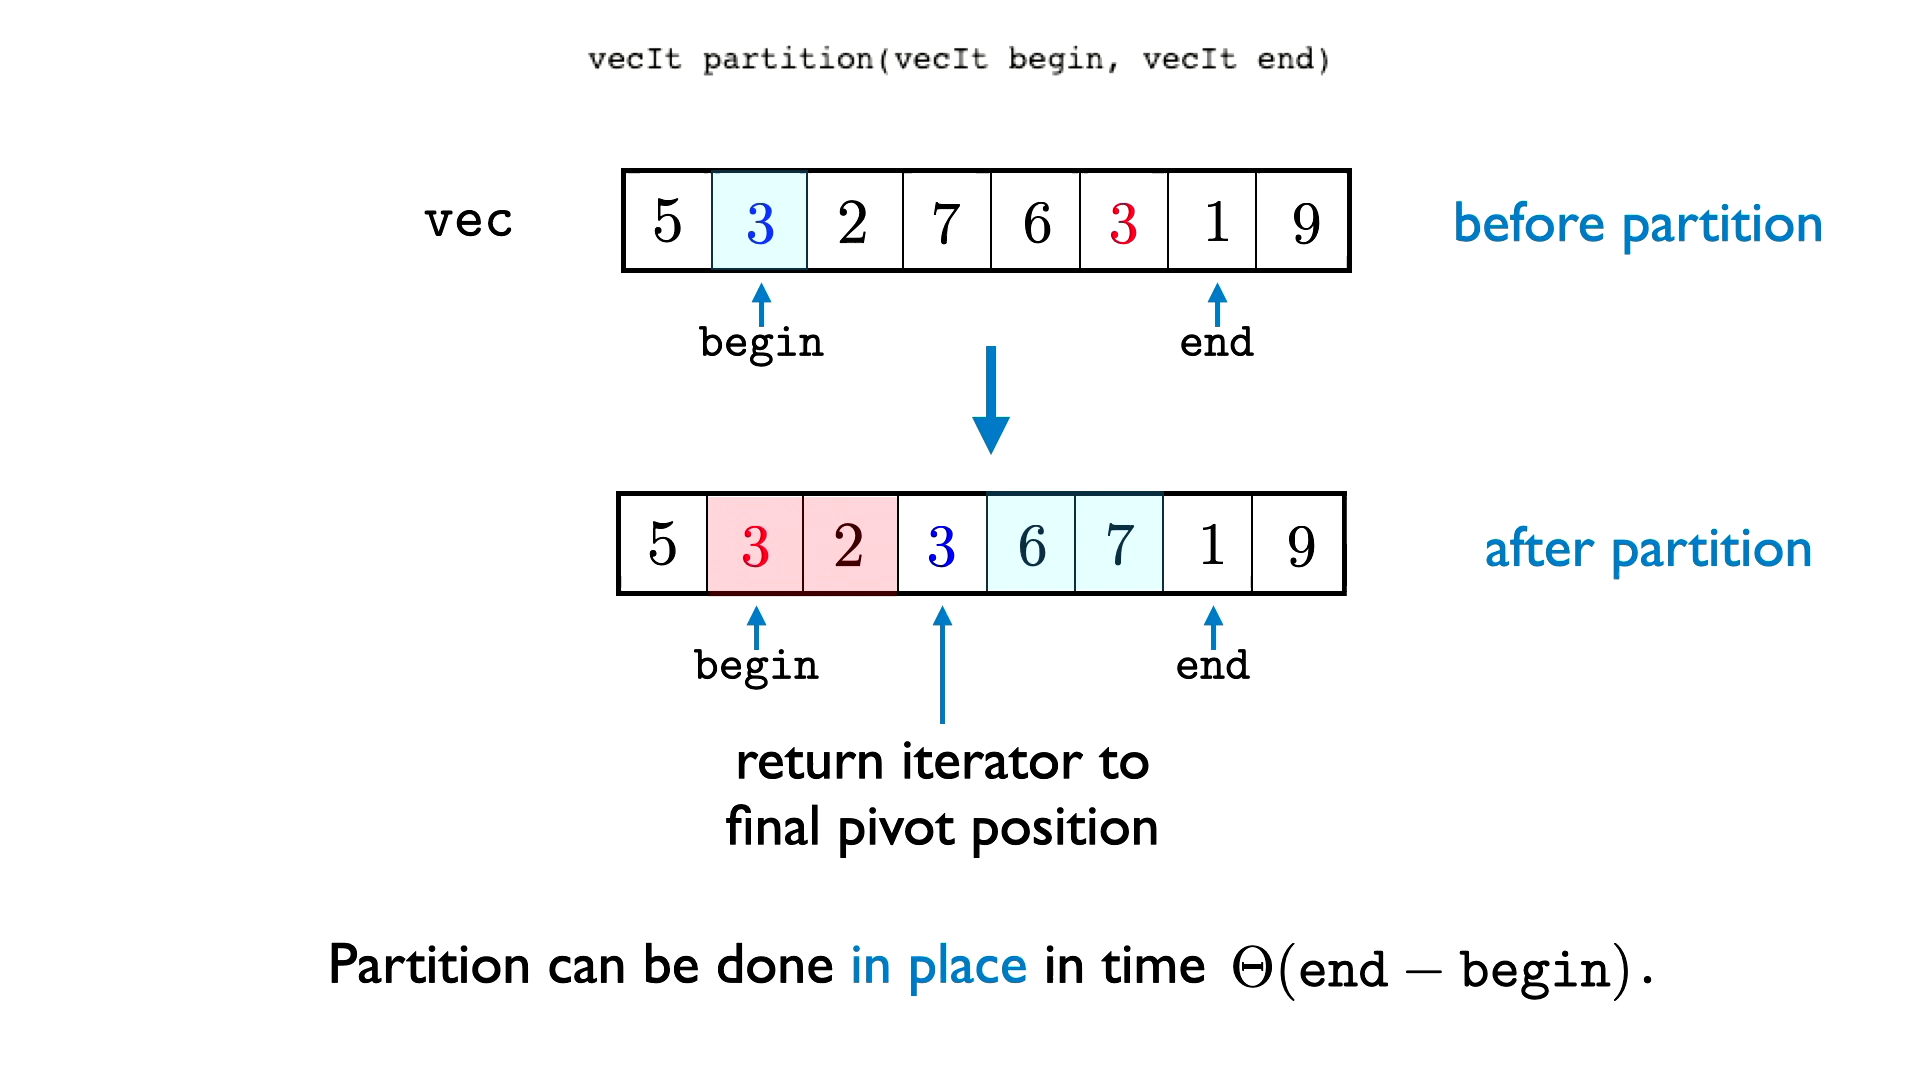 vecIt partition(vecIt begin, vecIt end)
vec 5 3 2 7 6 3 1 9 before partition
begin end
5 3 2 3 6 7 1 9 after partition
begin end
return iterator to
final pivot position
Partition can be done in place in time Θ(end − begin).